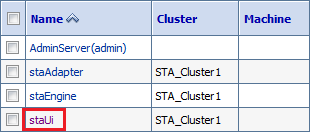 Name Cluster Machine
AdminServer(admin)
staAdapter STA_Cluster1
staEngine STA_Cluster1
staUi STA_Cluster1